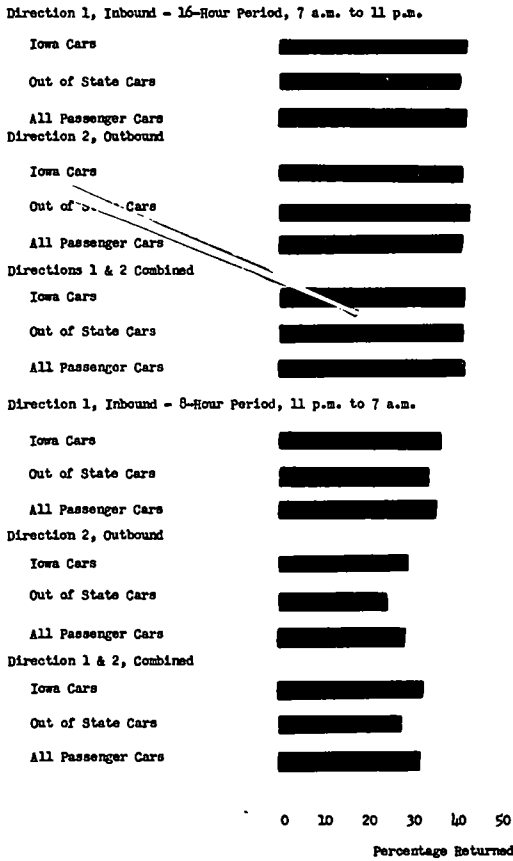 Direction 1, Inbound - 16-Hour Period, 7 a.m. to 11 p.m.
Iowa Cars
Out of State Cars
All Passenger Cars
Direction 2, Outbound
Iowa Cars
Out of State Cars
All Passenger Cars
Directions 1 & 2 Combined
Iowa Cars
Out of State Cars
All Passenger Cars
Direction 1, Inbound - 8-Hour Period, 11 p.m. to 7 a.m.
Iowa Cars
Out of State Cars
All Passenger Cars
Direction 2, Outbound
Iowa Cars
Out of State Cars
All Passenger Cars
Direction 1 & 2, Combined
Iowa Cars
Out of State Cars
All Passenger Cars
0 10 20 30 40 50
Percentage Returned